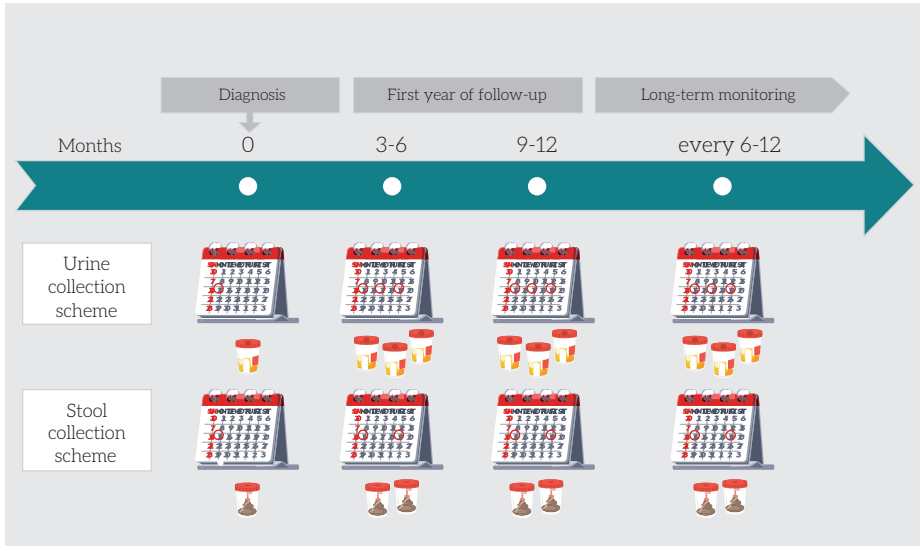 Diagnosis
First year of follow-up
Long-term monitoring
Months
0
3-6
9-12
every 6-12
Urine
collection
scheme
Stool
collection
scheme